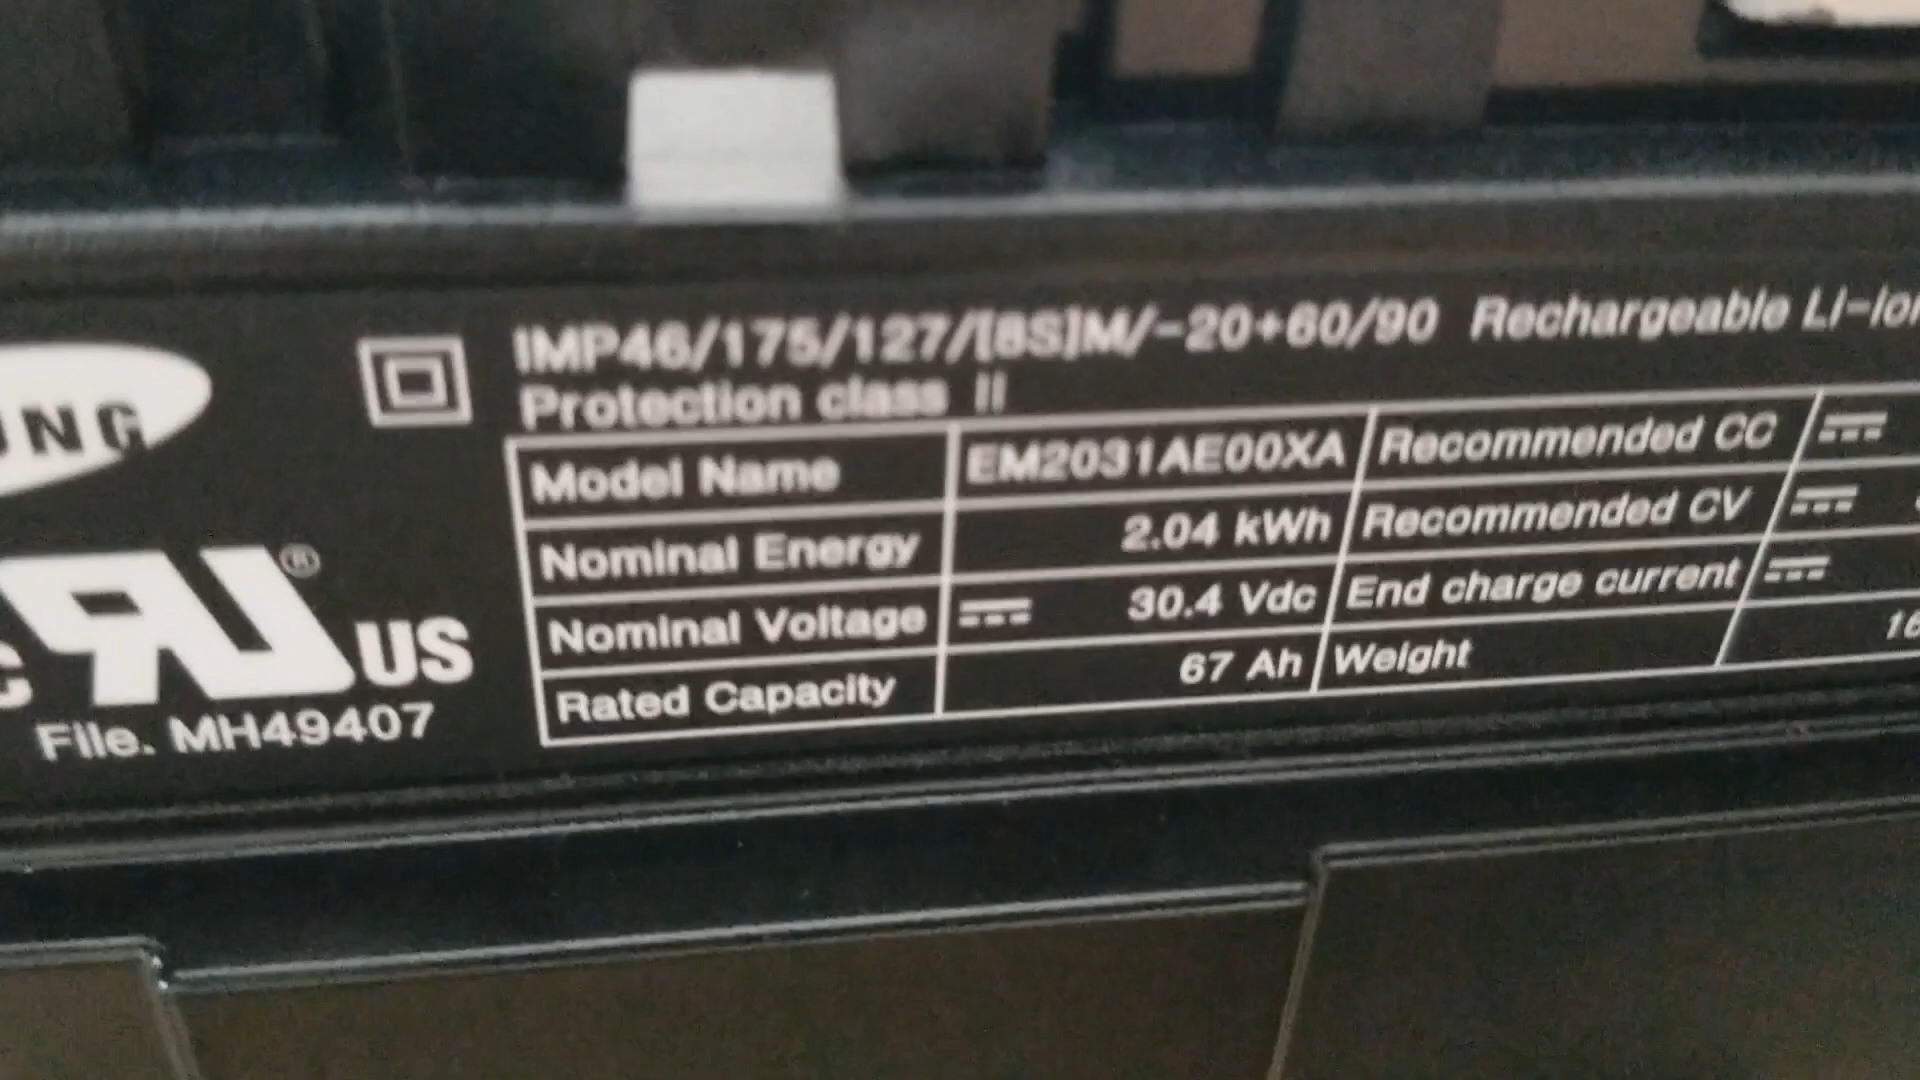 IMP46/175/127/[8S]M/-20+60/90 Rechargeable Li-ion
Protection class II
Model Name EM2031AE00XA Recommended CC
Nominal Energy 2.04 kWh Recommended CV
Nominal Voltage 30.4 Vdc End charge current
Rated Capacity 67 Ah Weight 16
UNG
® US
File. MH49407